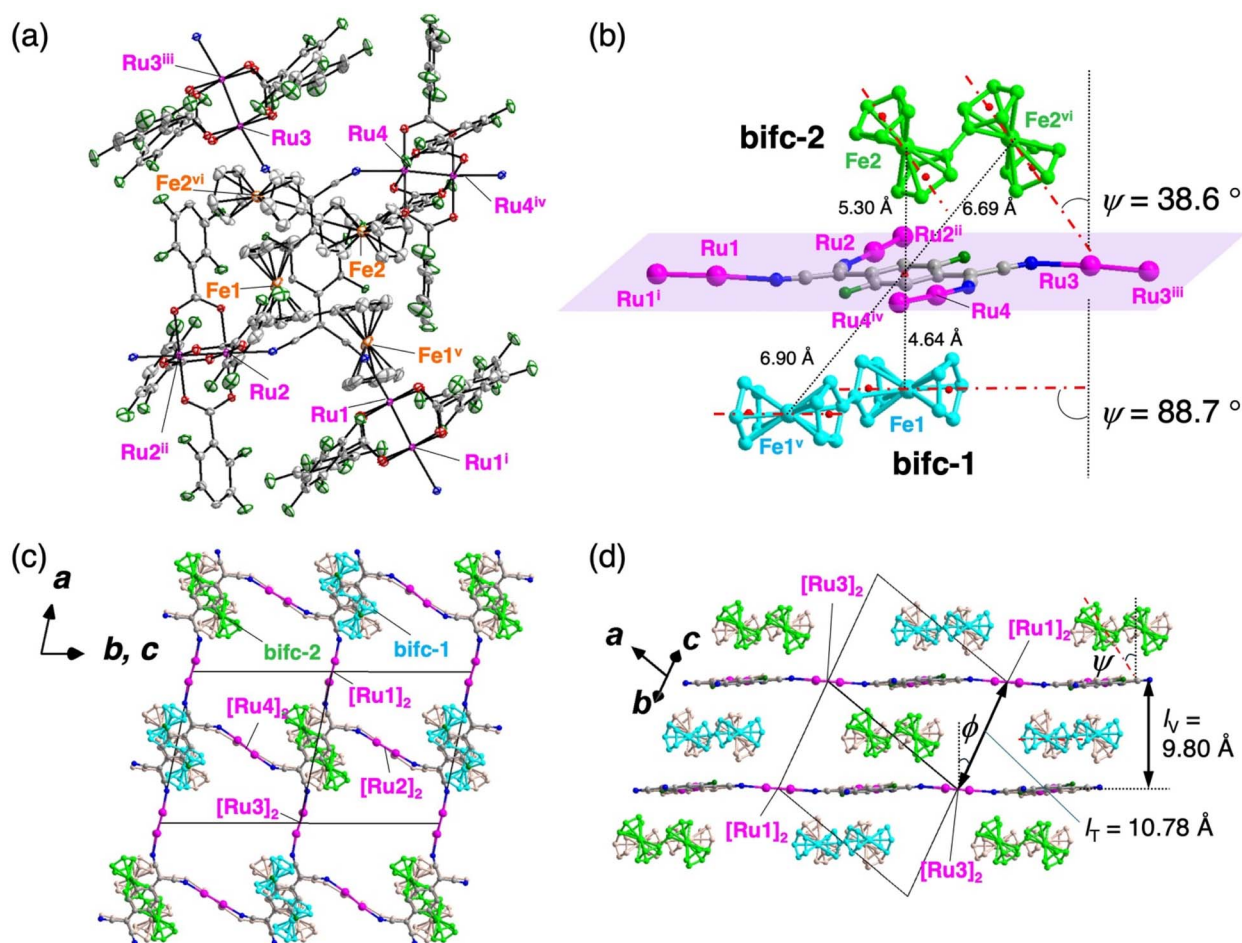 (a)
Ru3iii
Ru3
Ru4
Fe2vi
Ru4iv
Fe2
Fe1
Fe1v
Ru2
Ru1
Ru2ii
Ru1i
(b)
bifc-2
Fe2vi
Fe2
ψ = 38.6 °
5.30 Å
6.69 Å
Ru1
Ru2
Ru2ii
Ru1i
Ru3
Ru4iv
Ru4
Ru3iii
6.90 Å
4.64 Å
ψ = 88.7 °
Fe1v
Fe1
bifc-1
(c)
a
b, c
bifc-2
bifc-1
[Ru1]2
[Ru4]2
[Ru2]2
[Ru3]2
(d)
[Ru3]2
[Ru1]2
a
c
b
ψ
ϕ
lV =
9.80 Å
[Ru1]2
lT = 10.78 Å
[Ru3]2